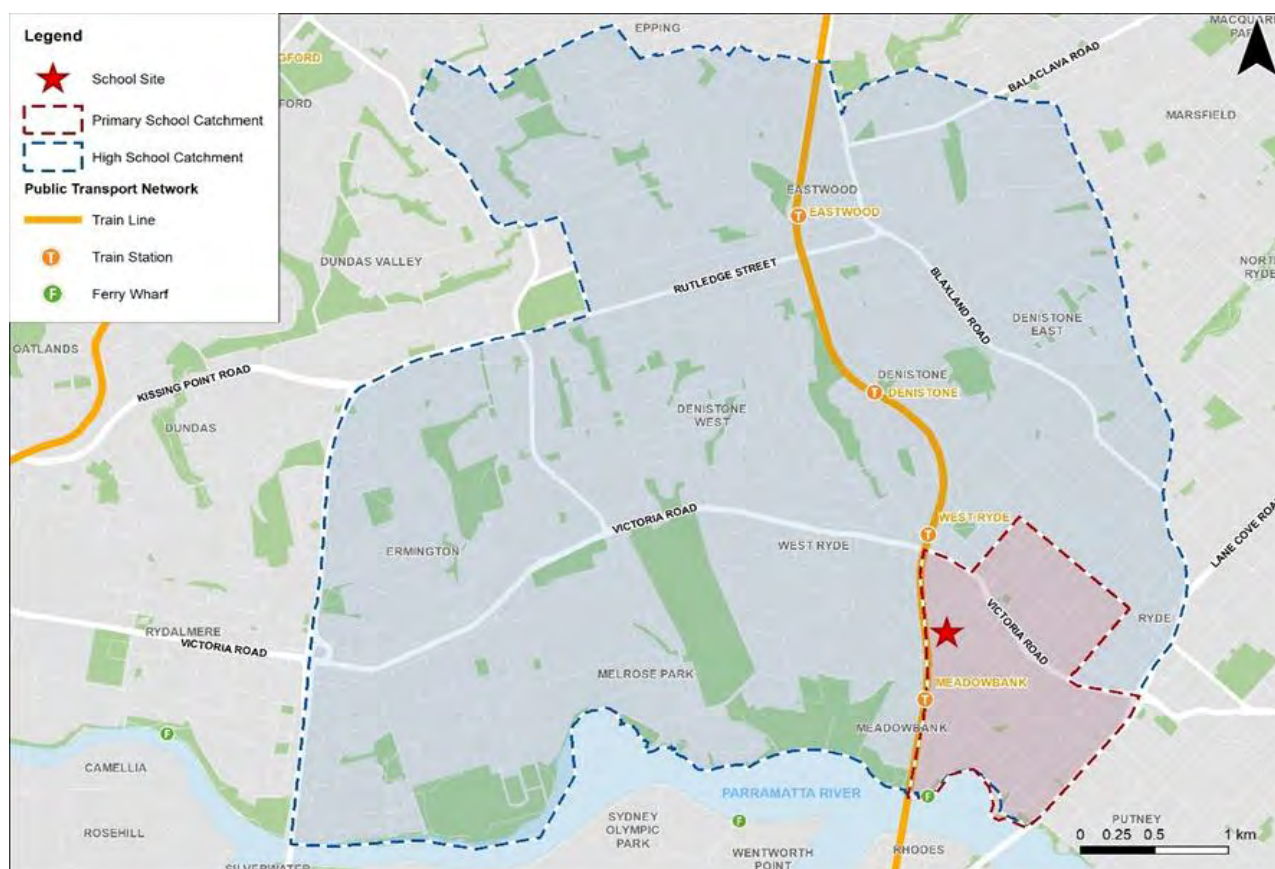 Legend
School Site
Primary School Catchment
High School Catchment
Public Transport Network
Train Line
T
Train Station
F
Ferry Wharf
EPPING
BALACLAVA ROAD
MARSFIELD
EASTWOOD
T EASTWOOD
DUNDAS VALLEY
RUTLEDGE STREET
BLAXLAND ROAD
DENISTONE
EAST
OATLANDS
KISSING POINT ROAD
DUNDAS
DENISTONE
T DENISTONE
DENISTONE
WEST
WEST RYDE
T
VICTORIA ROAD
WEST RYDE
ERMINGTON
LANE COVE ROAD
RYDE
VICTORIA ROAD
RYDALMERE
VICTORIA ROAD
MELROSE PARK
MEADOWBANK
T
MEADOWBANK
F
CAMELLIA
PARRAMATTA RIVER
F
F
ROSEHILL
SYDNEY
OLYMPIC
PARK
WENTWORTH
POINT
RHODES
PUTNEY
0 0.25 0.5 1 km